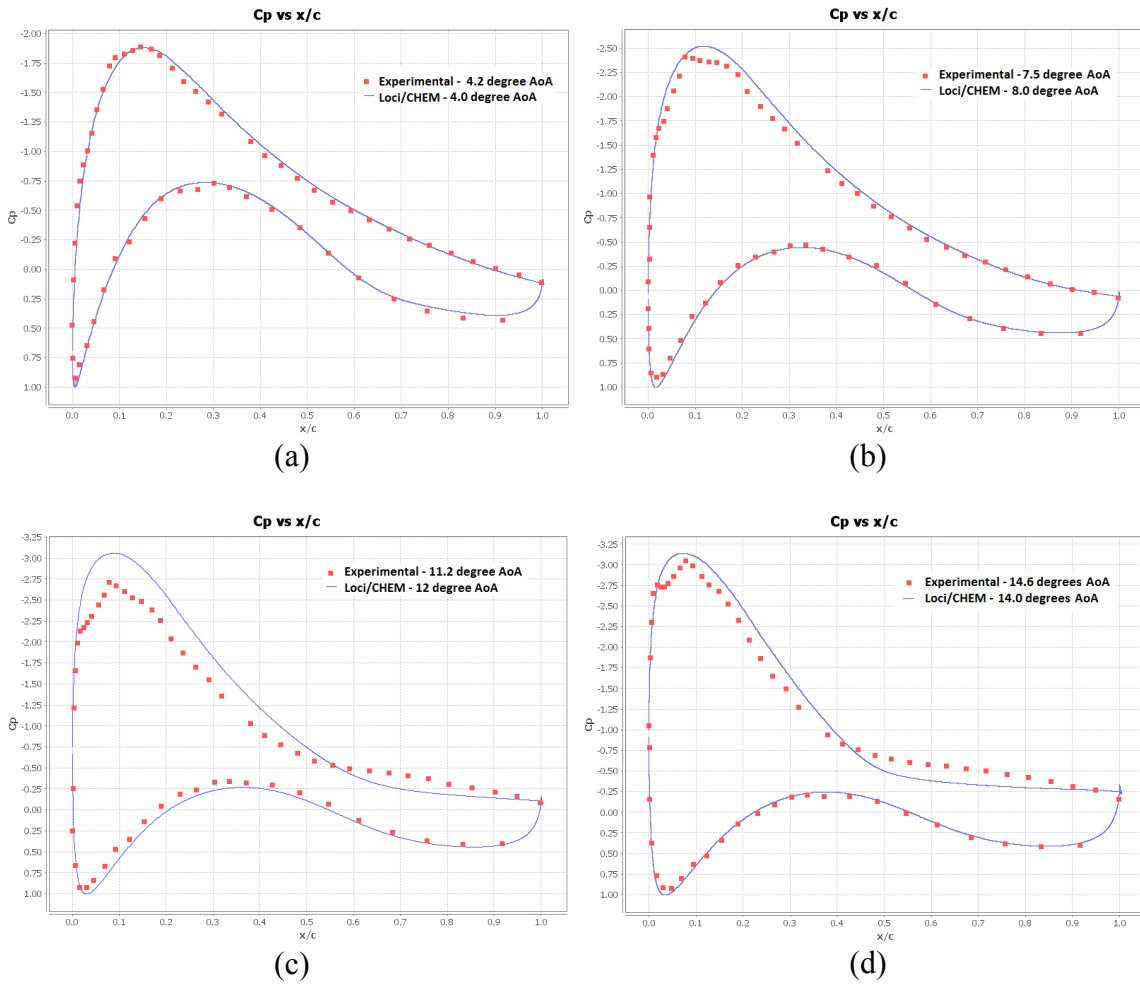 Cp vs x/c
-2.00
-1.75
-1.50
-1.25
-1.00
-0.75
-0.50
-0.25
0.00
0.25
0.50
0.75
1.00
Cp
Experimental - 4.2 degree AoA
Loci/CHEM - 4.0 degree AoA
0.0 0.1 0.2 0.3 0.4 0.5 0.6 0.7 0.8 0.9 1.0
x/c
(a)
Cp vs x/c
-2.50
-2.25
-2.00
-1.75
-1.50
-1.25
-1.00
-0.75
-0.50
-0.25
0.00
0.25
0.50
0.75
1.00
Cp
Experimental - 7.5 degree AoA
Loci/CHEM - 8.0 degree AoA
0.0 0.1 0.2 0.3 0.4 0.5 0.6 0.7 0.8 0.9 1.0
x/c
(b)
Cp vs x/c
-3.25
-3.00
-2.75
-2.50
-2.25
-2.00
-1.75
-1.50
-1.25
-1.00
-0.75
-0.50
-0.25
0.00
0.25
0.50
0.75
1.00
Cp
Experimental - 11.2 degree AoA
Loci/CHEM - 12 degree AoA
0.0 0.1 0.2 0.3 0.4 0.5 0.6 0.7 0.8 0.9 1.0
x/c
(c)
Cp vs x/c
-3.25
-3.00
-2.75
-2.50
-2.25
-2.00
-1.75
-1.50
-1.25
-1.00
-0.75
-0.50
-0.25
0.00
0.25
0.50
0.75
1.00
Cp
Experimental - 14.6 degrees AoA
Loci/CHEM - 14.0 degrees AoA
0.0 0.1 0.2 0.3 0.4 0.5 0.6 0.7 0.8 0.9 1.0
x/c
(d)